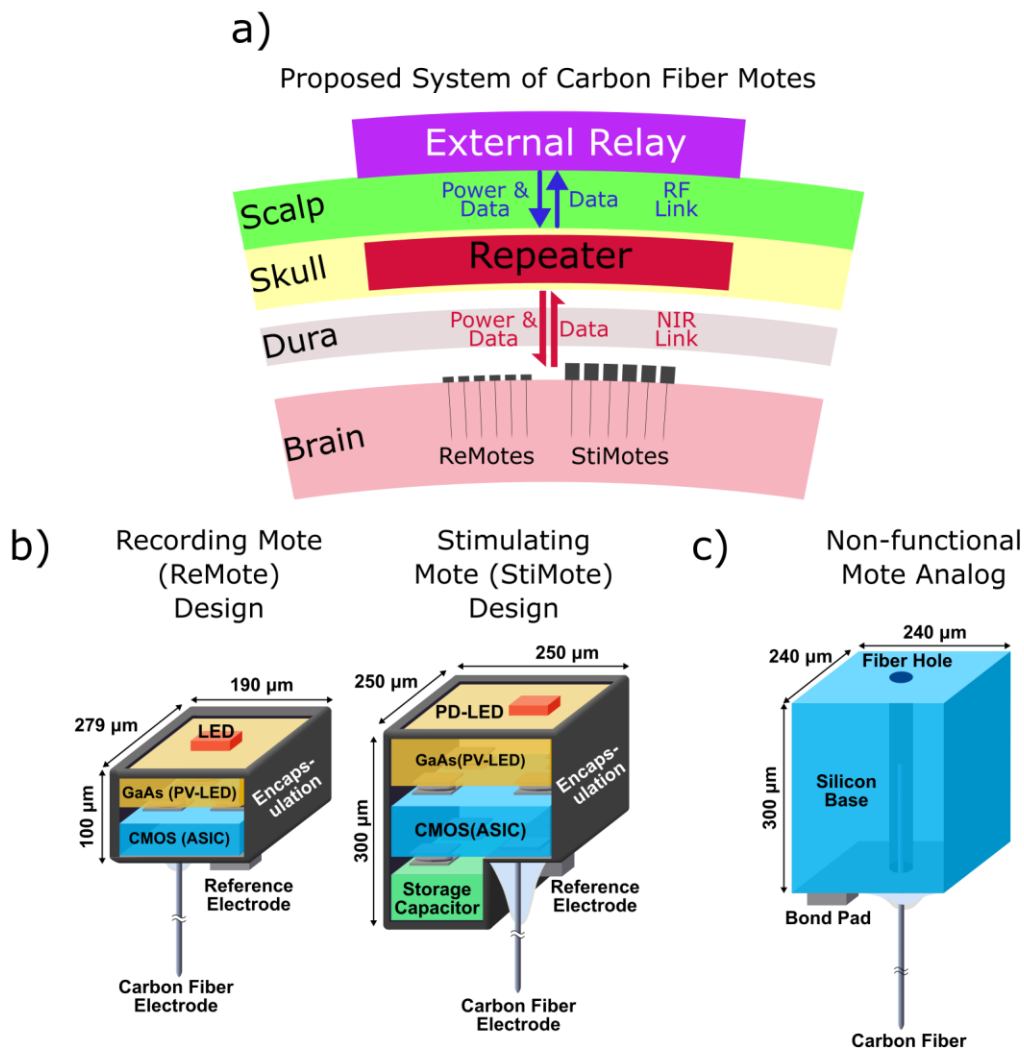 a)
Proposed System of Carbon Fiber Motes
External Relay
Scalp
Power &
Data
Data
RF
Link
Skull
Repeater
Dura
Power &
Data
Data
NIR
Link
Brain
ReMotes
StiMotes
b)
Recording Mote
(ReMote)
Design
279 µm
190 µm
100 µm
LED
GaAs (PV-LED)
CMOS (ASIC)
Encaps-
ulation
Reference
Electrode
Carbon Fiber
Electrode
Stimulating
Mote (StiMote)
Design
250 µm
250 µm
300 µm
PD-LED
GaAs(PV-LED)
CMOS(ASIC)
Encaps-
ulation
Storage
Capacitor
Reference
Electrode
Carbon Fiber
Electrode
c)
Non-functional
Mote Analog
240 µm
240 µm
Fiber Hole
300 µm
Silicon
Base
Bond Pad
Carbon Fiber